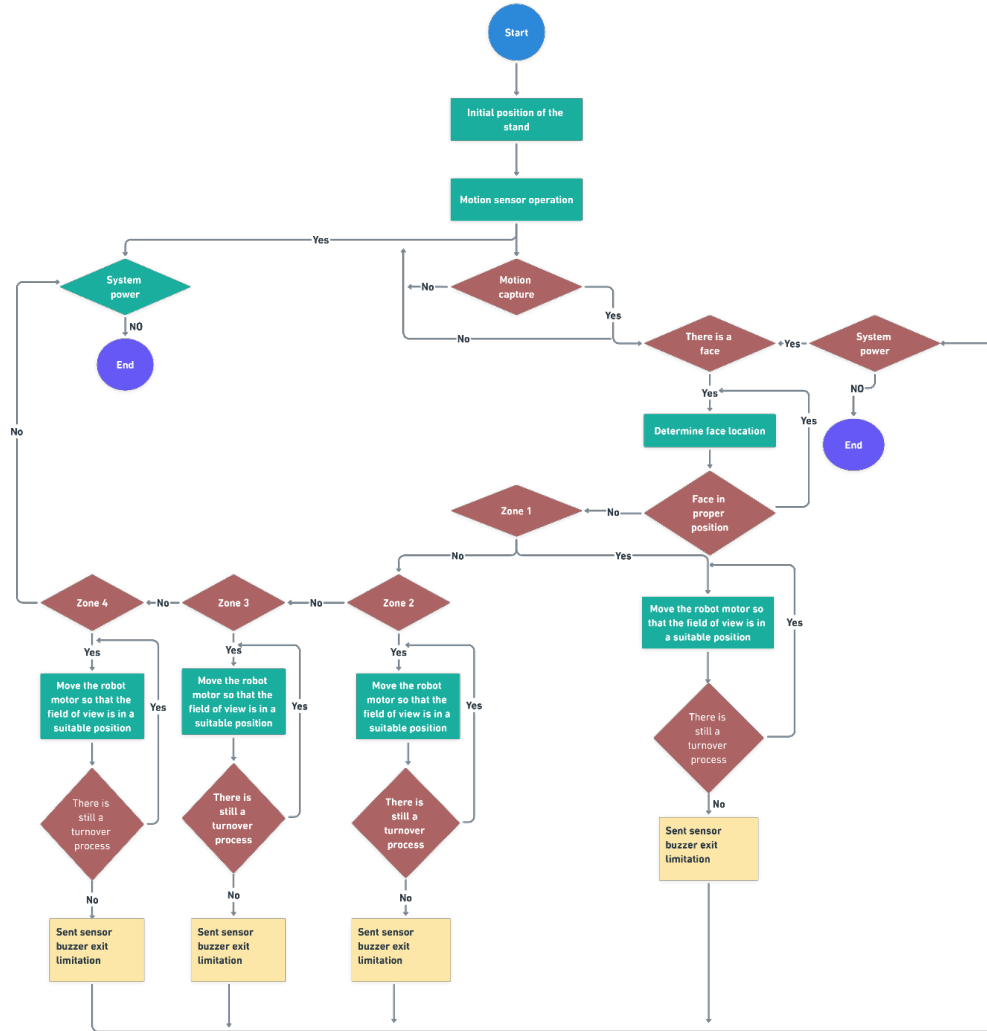 Start
Initial position of the
stand
Motion sensor operation
Yes
System
power
Motion
capture
No
Yes
NO
No
There is a
face
Yes
System
power
End
Yes
NO
No
Determine face location
Yes
End
Zone 1
No
Face in
proper
position
No
Yes
Zone 4
No
Zone 3
No
Zone 2
Move the robot motor so
that the field of view is in
a suitable position
Yes
Yes
Yes
Yes
Move the robot
motor so that the
field of view is in a
suitable position
Yes
Move the robot
motor so that the
field of view is in a
suitable position
Yes
Move the robot
motor so that the
field of view is in a
suitable position
Yes
There is
still a
turnover
process
There is
still a
turnover
process
There is
still a
turnover
process
There is
still a
turnover
process
No
Sent sensor
buzzer exit
limitation
No
No
No
Sent sensor
buzzer exit
limitation
Sent sensor
buzzer exit
limitation
Sent sensor
buzzer exit
limitation